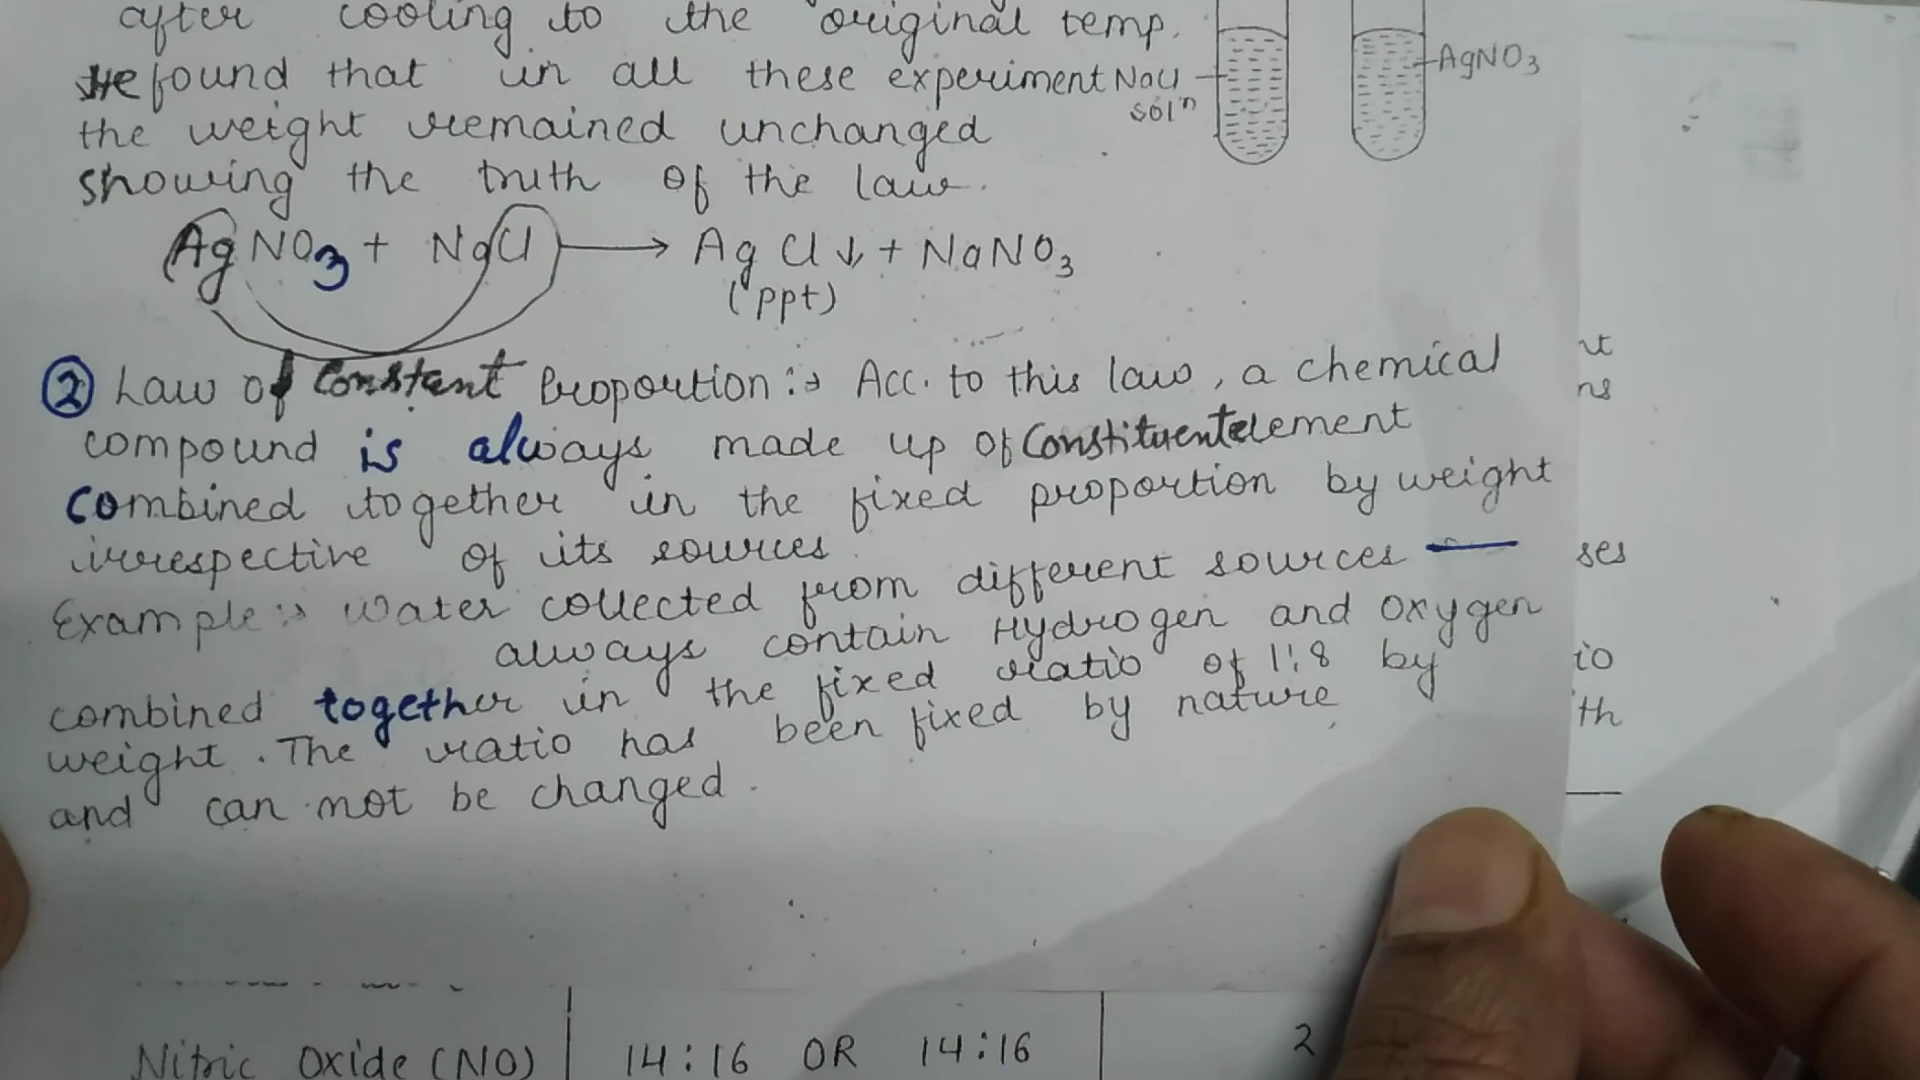 after cooling to the original temp.
He found that in all these experiment
the weight remained unchanged
showing the truth of the law.
NaCl
solⁿ
AgNO₃
AgNO₃ + NaCl → AgCl↓ + NaNO₃
(ppt)
② Law of Constant Proportion :→ Acc. to this law, a chemical
compound is always made up of Constituent element
combined together in the fixed proportion by weight
irrespective of its sources
Example :→ Water collected from different sources —
always contain Hydrogen and Oxygen
combined together in the fixed ratio of 1:8 by
weight. The ratio has been fixed by nature
and can not be changed.
nt
ns
ses
io
th
Nitric Oxide (NO) | 14:16 OR 14:16 | 2